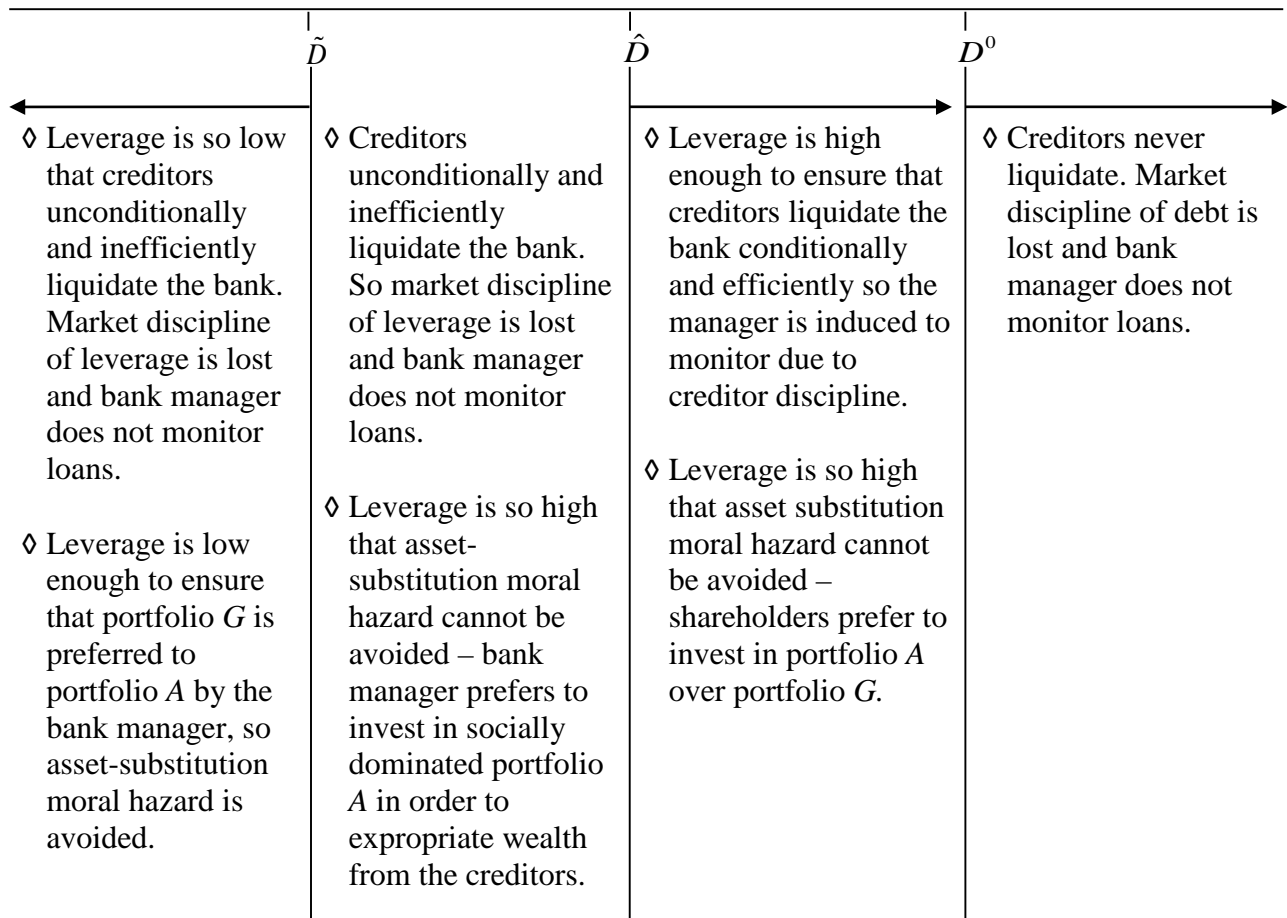 D̃
D̂
D⁰
◊ Leverage is so low
that creditors
unconditionally
and inefficiently
liquidate the bank.
Market discipline
of leverage is lost
and bank manager
does not monitor
loans.
◊ Leverage is low
enough to ensure
that portfolio G is
preferred to
portfolio A by the
bank manager, so
asset-substitution
moral hazard is
avoided.
◊ Creditors
unconditionally and
inefficiently
liquidate the bank.
So market discipline
of leverage is lost
and bank manager
does not monitor
loans.
◊ Leverage is so high
that asset-
substitution moral
hazard cannot be
avoided – bank
manager prefers to
invest in socially
dominated portfolio
A in order to
expropriate wealth
from the creditors.
◊ Leverage is high
enough to ensure that
creditors liquidate the
bank conditionally
and efficiently so the
manager is induced to
monitor due to
creditor discipline.
◊ Leverage is so high
that asset substitution
moral hazard cannot
be avoided –
shareholders prefer to
invest in portfolio A
over portfolio G.
◊ Creditors never
liquidate. Market
discipline of debt is
lost and bank
manager does not
monitor loans.